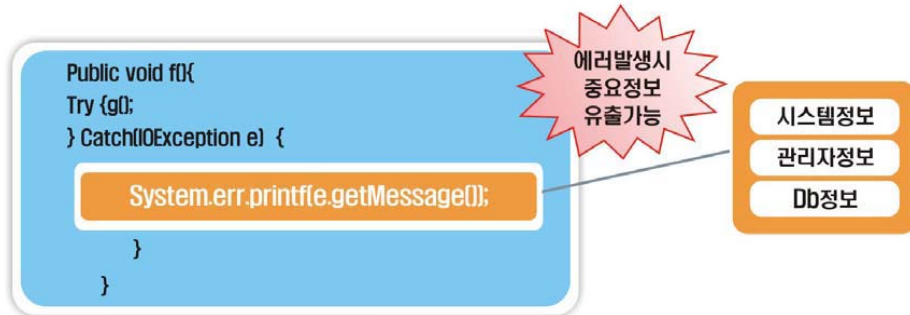 Public void f(){
Try {g();
} Catch(IOException e) {
System.err.printf(e.getMessage());
}
}
에러발생시
중요정보
유출가능
시스템정보
관리자정보
Db정보